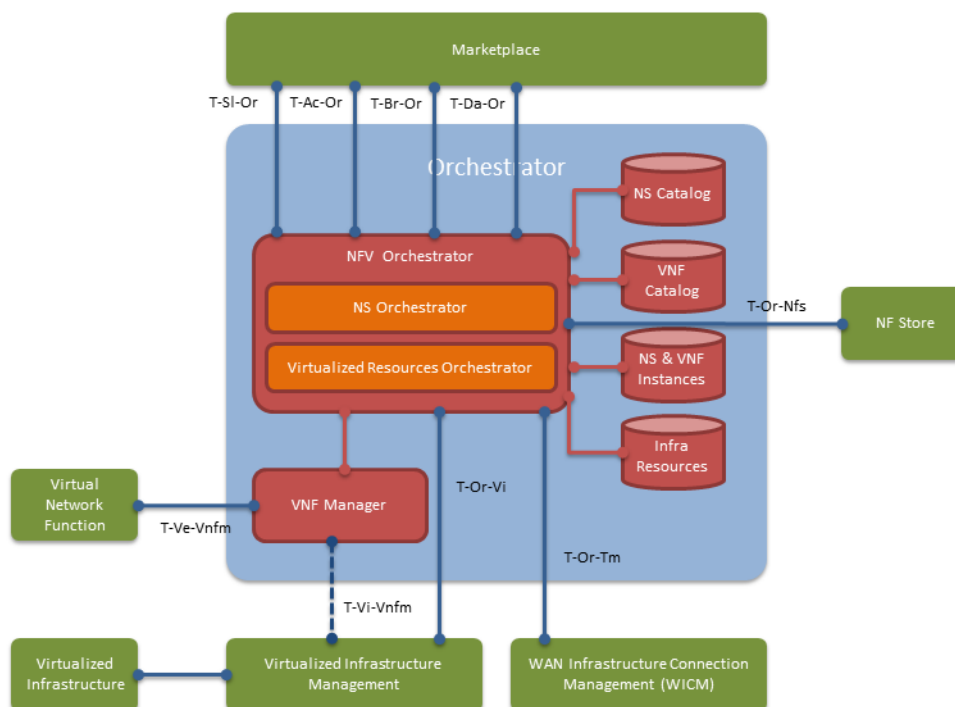 Marketplace
T-Sl-Or
T-Ac-Or
T-Br-Or
T-Da-Or
Orchestrator
NS Catalog
NFV Orchestrator
VNF
Catalog
NS Orchestrator
T-Or-Nfs
NF Store
Virtualized Resources Orchestrator
NS & VNF
Instances
Infra
Resources
Virtual
Network
Function
T-Ve-Vnfm
VNF Manager
T-Or-Vi
T-Or-Tm
T-Vi-Vnfm
Virtualized
Infrastructure
Virtualized Infrastructure
Management
WAN Infrastructure Connection
Management (WICM)